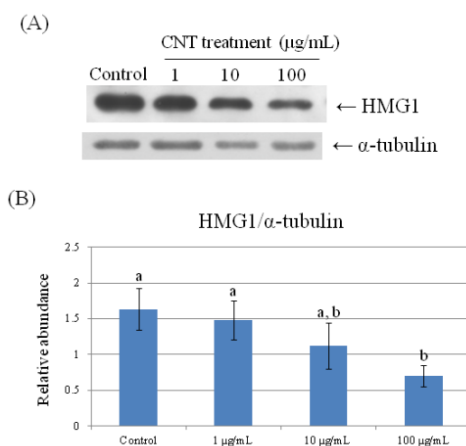 (A)
CNT treatment (µg/mL)
Control 1 10 100
← HMG1
← α-tubulin
(B)
HMG1/α-tubulin
Relative abundance
2.5
2
1.5
1
0.5
0
a
a
a, b
b
Control 1 µg/mL 10 µg/mL 100 µg/mL